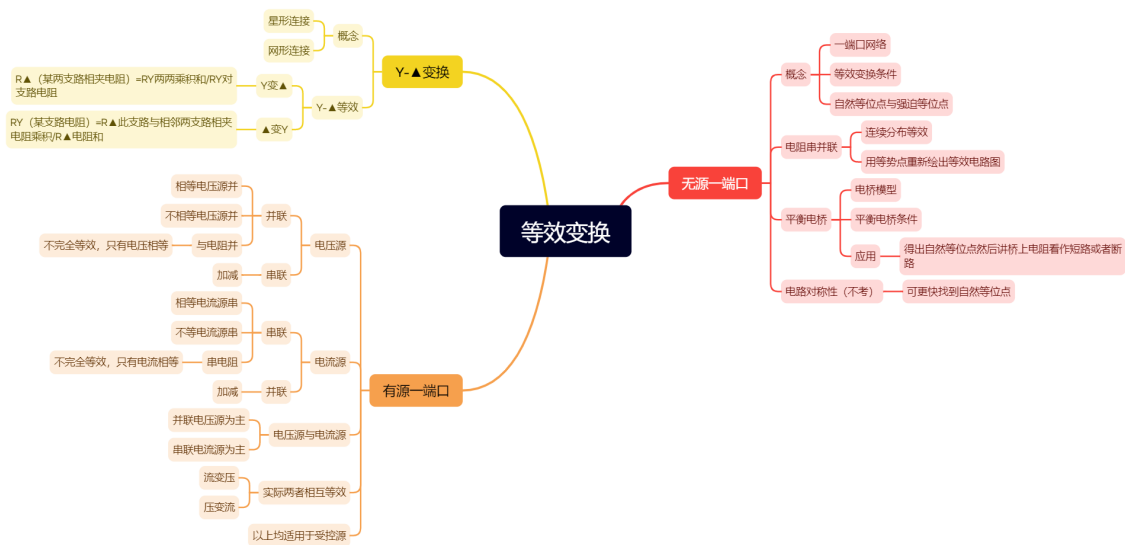 等效变换
Y-▲变换
概念
星形连接
网形连接
Y-▲等效
Y变▲
R▲（某两支路相夹电阻）=RY两两乘积和/RY对
支路电阻
▲变Y
RY（某支路电阻）=R▲此支路与相邻两支路相夹
电阻乘积/R▲电阻和
无源一端口
概念
一端口网络
等效变换条件
自然等位点与强迫等位点
电阻串并联
连续分布等效
用等势点重新绘出等效电路图
平衡电桥
电桥模型
平衡电桥条件
应用
得出自然等位点然后讲桥上电阻看作短路或者断
路
电路对称性（不考）
可更快找到自然等位点
有源一端口
电压源
并联
相等电压源并
不相等电压源并
与电阻并
不完全等效，只有电压相等
串联
加减
电流源
串联
相等电流源串
不等电流源串
串电阻
不完全等效，只有电流相等
并联
加减
电压源与电流源
并联电压源为主
串联电流源为主
实际两者相互等效
流变压
压变流
以上均适用于受控源